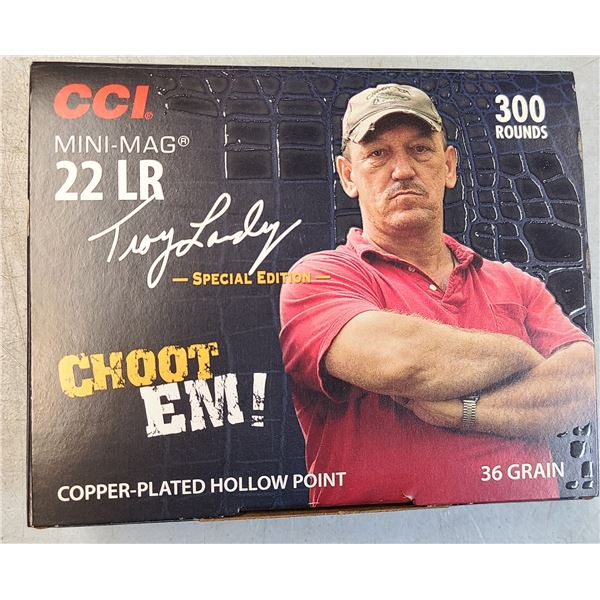 CCI®
MINI-MAG®
22 LR
Troy Landry
SPECIAL EDITION
CHOOT
EM!
300
ROUNDS
COPPER-PLATED HOLLOW POINT
36 GRAIN